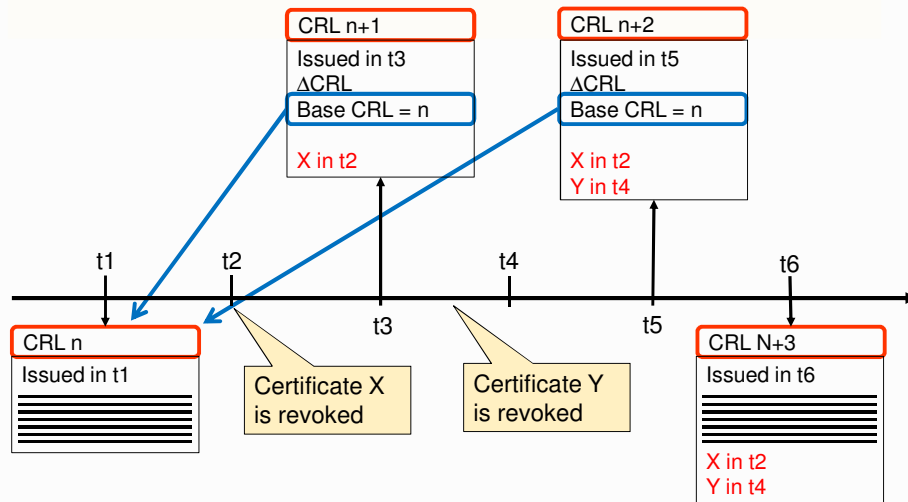 CRL n+1
Issued in t3
ΔCRL
Base CRL = n
X in t2
CRL n+2
Issued in t5
ΔCRL
Base CRL = n
X in t2
Y in t4
t1
t2
t4
t6
t3
t5
CRL n
Issued in t1
Certificate X
is revoked
Certificate Y
is revoked
CRL N+3
Issued in t6
X in t2
Y in t4